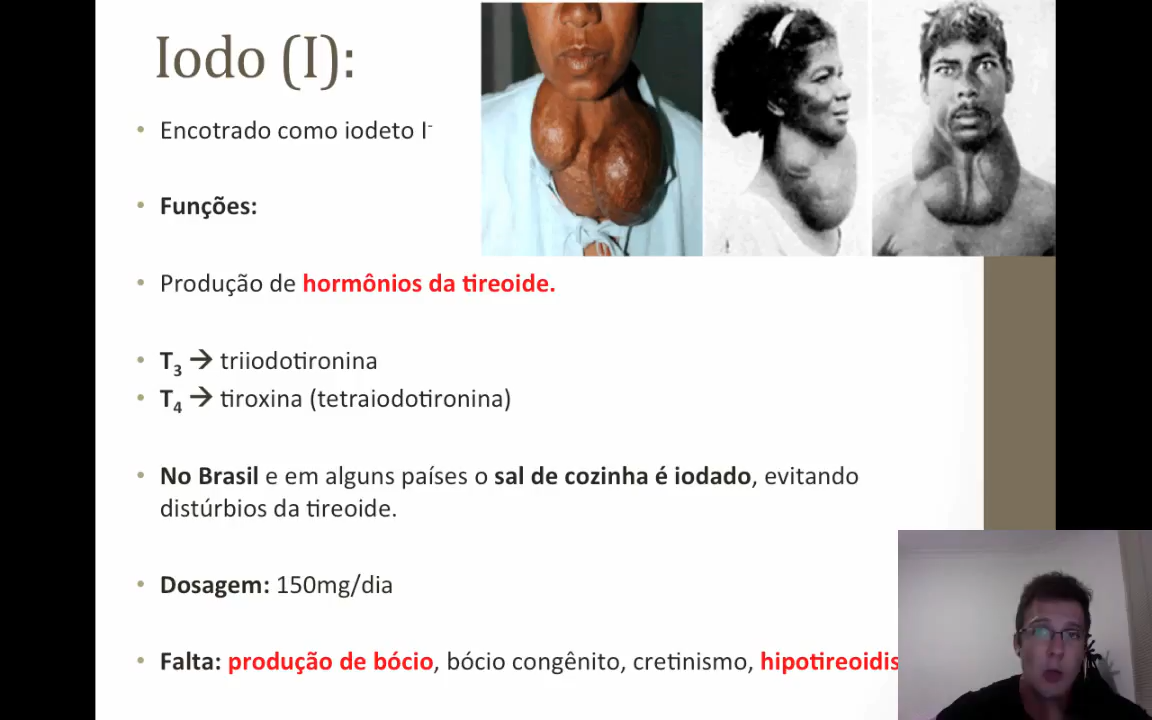 Iodo (I):
• Encotrado como iodeto I⁻
• Funções:
• Produção de hormônios da tireoide.
• T₃ → triiodotironina
• T₄ → tiroxina (tetraiodotironina)
• No Brasil e em alguns países o sal de cozinha é iodado, evitando
distúrbios da tireoide.
• Dosagem: 150mg/dia
• Falta: produção de bócio, bócio congênito, cretinismo, hipotireoidis